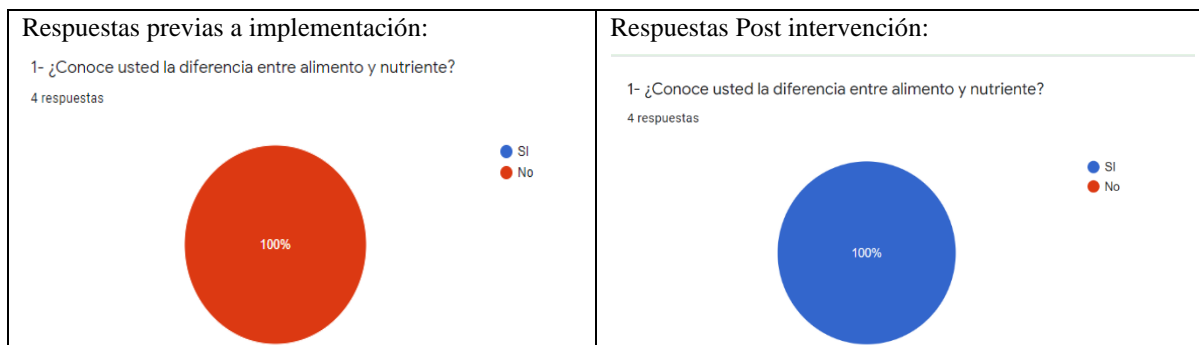 Respuestas previas a implementación:
1- ¿Conoce usted la diferencia entre alimento y nutriente?
4 respuestas
SI
No
100%
Respuestas Post intervención:
1- ¿Conoce usted la diferencia entre alimento y nutriente?
4 respuestas
SI
No
100%